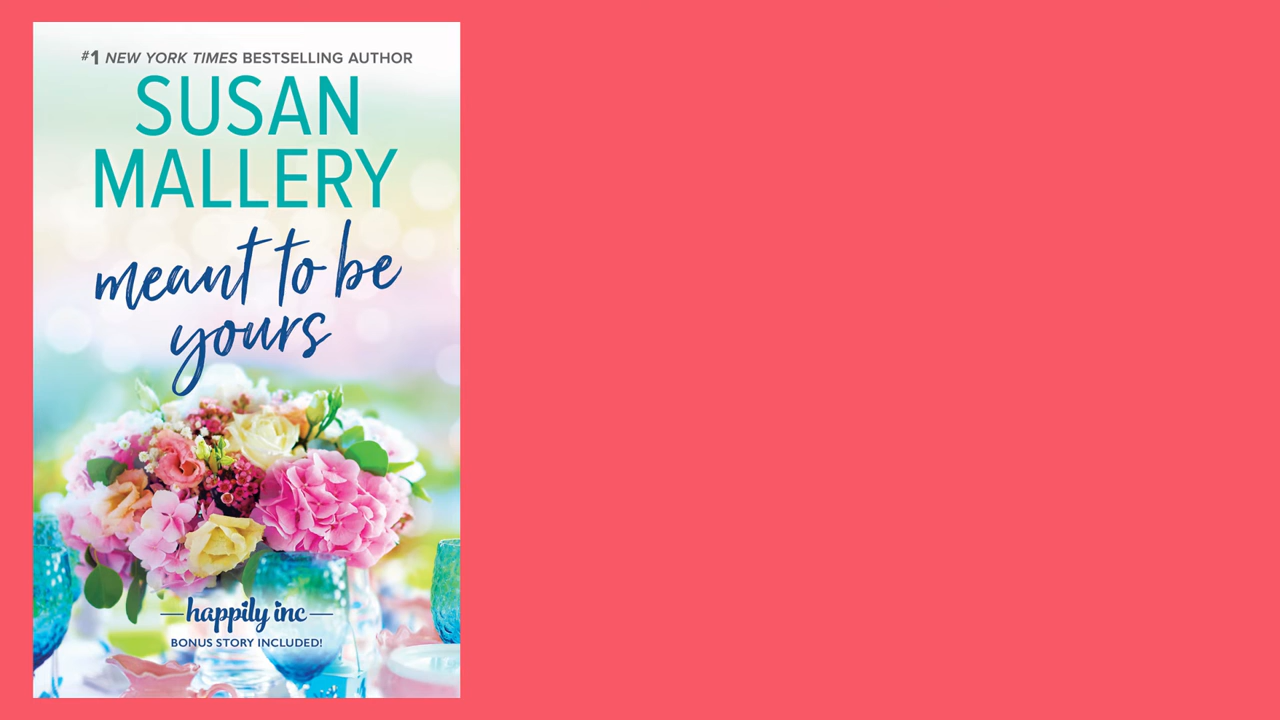 #1 NEW YORK TIMES BESTSELLING AUTHOR
SUSAN
MALLERY
meant to be
yours
happily inc
BONUS STORY INCLUDED!